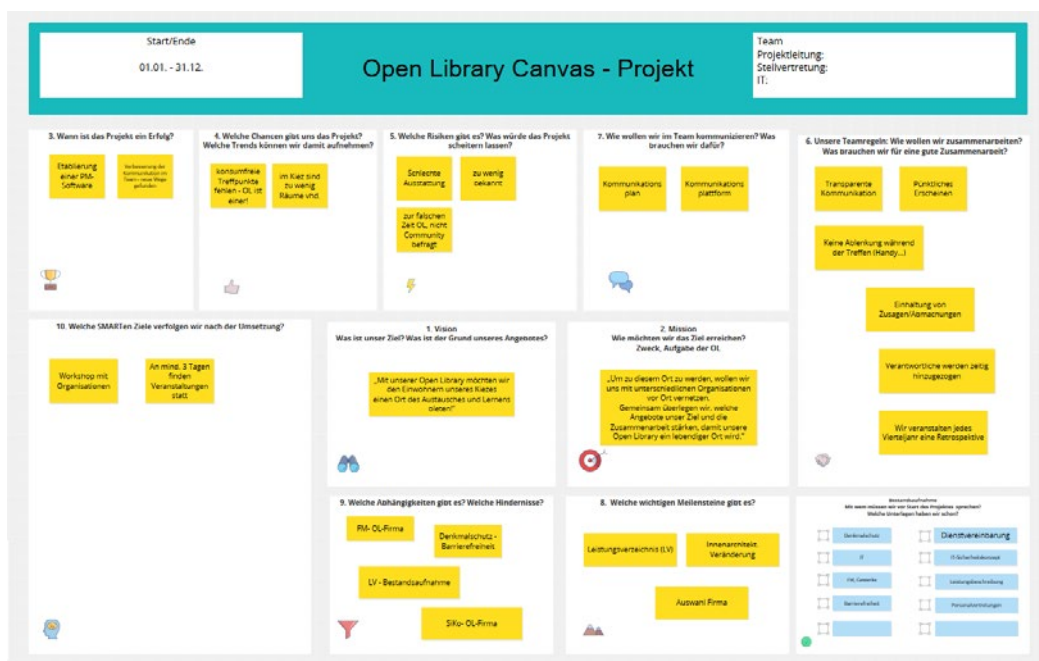 Start/Ende
01.01. - 31.12.
Open Library Canvas - Projekt
Team
Projektleitung:
Stellvertretung:
IT:
3. Wann ist das Projekt ein Erfolg?
Etablierung
einer PM-
Software
Verbesserung der
Kommunikation im
Team - neue Wege
gefunden
4. Welche Chancen gibt uns das Projekt?
Welche Trends können wir damit aufnehmen?
konsumfreie
Treffpunkte
fehlen - OL ist
einer!
im Kiez sind
zu wenig
Räume vhd.
5. Welche Risiken gibt es? Was würde das Projekt
scheitern lassen?
Schlechte
Ausstattung
zu wenig
bekannt
zur falschen
Zeit OL, nicht
Community
befragt
7. Wie wollen wir im Team kommunizieren? Was
brauchen wir dafür?
Kommunikations
plan
Kommunikations
plattform
6. Unsere Teamregeln: Wie wollen wir zusammenarbeiten?
Was brauchen wir für eine gute Zusammenarbeit?
Transparente
Kommunikation
Pünktliches
Erscheinen
Keine Ablenkung während
der Treffen (Handy...)
Einhaltung von
Zusagen/Abmachungen
Verantwortliche werden zeitig
hinzugezogen
Wir veranstalten jedes
Vierteljahr eine Retrospektive
10. Welche SMARTen Ziele verfolgen wir nach der Umsetzung?
Workshop mit
Organisationen
An mind. 3 Tagen
finden
Veranstaltungen
statt
1. Vision
Was ist unser Ziel? Was ist der Grund unseres Angebotes?
„Mit unserer Open Library möchten wir
den Einwohnern unseres Kiezes
einen Ort des Austausches und Lernens
bieten!"
2. Mission
Wie möchten wir das Ziel erreichen?
Zweck, Aufgabe der OL
„Um zu diesem Ort zu werden, wollen wir
uns mit unterschiedlichen Organisationen
vor Ort vernetzen.
Gemeinsam überlegen wir, welche
Angebote unser Ziel und die
Zusammenarbeit stärken, damit unsere
Open Library ein lebendiger Ort wird."
9. Welche Abhängigkeiten gibt es? Welche Hindernisse?
FM- OL-Firma
Denkmalschutz -
Barrierefreiheit
LV - Bestandsaufnahme
SiKo- OL-Firma
8. Welche wichtigen Meilensteine gibt es?
Leistungsverzeichnis (LV)
Innenarchitekt.
Veränderung
Auswahl Firma
Bestandsaufnahme
Mit wem müssen wir vor Start des Projektes sprechen?
Welche Unterlagen haben wir schon?
Denkmalschutz
Dienstvereinbarung
IT
IT-Sicherheitskonzept
FM, Gewerke
Leistungsbeschreibung
Barrierefreiheit
Personalvertretungen